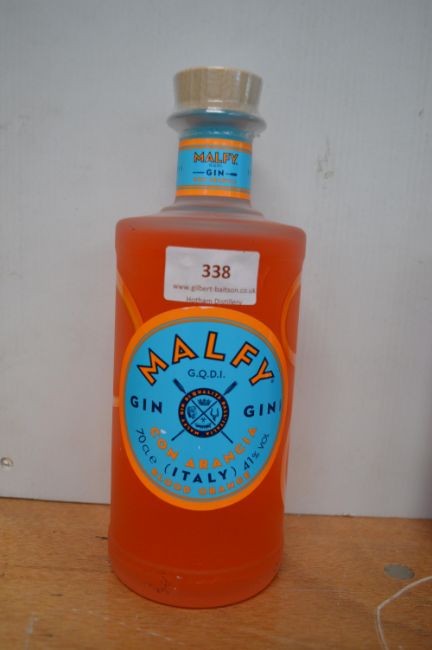 MALFY
GIN
338
www.gilbert-baitson.co.uk
Hotham Distillery
MALFY
G.Q.D.I.
GIN GIN
CON ARANCIA
70CL e (ITALY) 41% VOL
BLOOD ORANGE